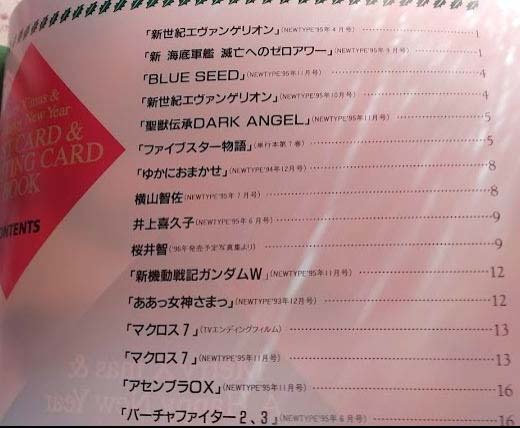 X'mas &
New Year
CARD &
ING CARD
BOOK
ONTENTS
「新世紀エヴァンゲリオン」(NEWTYPE'95年4月号) 1
「新 海底軍艦 滅亡へのゼロアワー」(NEWTYPE'95年9月号) 1
「BLUE SEED」(NEWTYPE'95年11月号) 4
「新世紀エヴァンゲリオン」(NEWTYPE'95年10月号) 4
「聖獣伝承DARK ANGEL」(NEWTYPE'95年11月号) 5
「ファイブスター物語」(単行本第7巻) 5
「ゆかにおまかせ」(NEWTYPE'94年12月号) 8
横山智佐(NEWTYPE'95年7月号) 8
井上喜久子(NEWTYPE'95年6月号) 9
桜井智('96年発売予定写真集より) 9
「新機動戦記ガンダムW」(NEWTYPE'95年11月号) 12
「ああっ女神さまっ」(NEWTYPE'93年12月号) 12
「マクロス7」(TVエンディングフィルム) 13
「マクロス7」(NEWTYPE'95年11月号) 13
「アセンブラOX」(NEWTYPE'95年11月号) 16
「バーチャファイター2、3」(NEWTYPE'95年6月号) 16